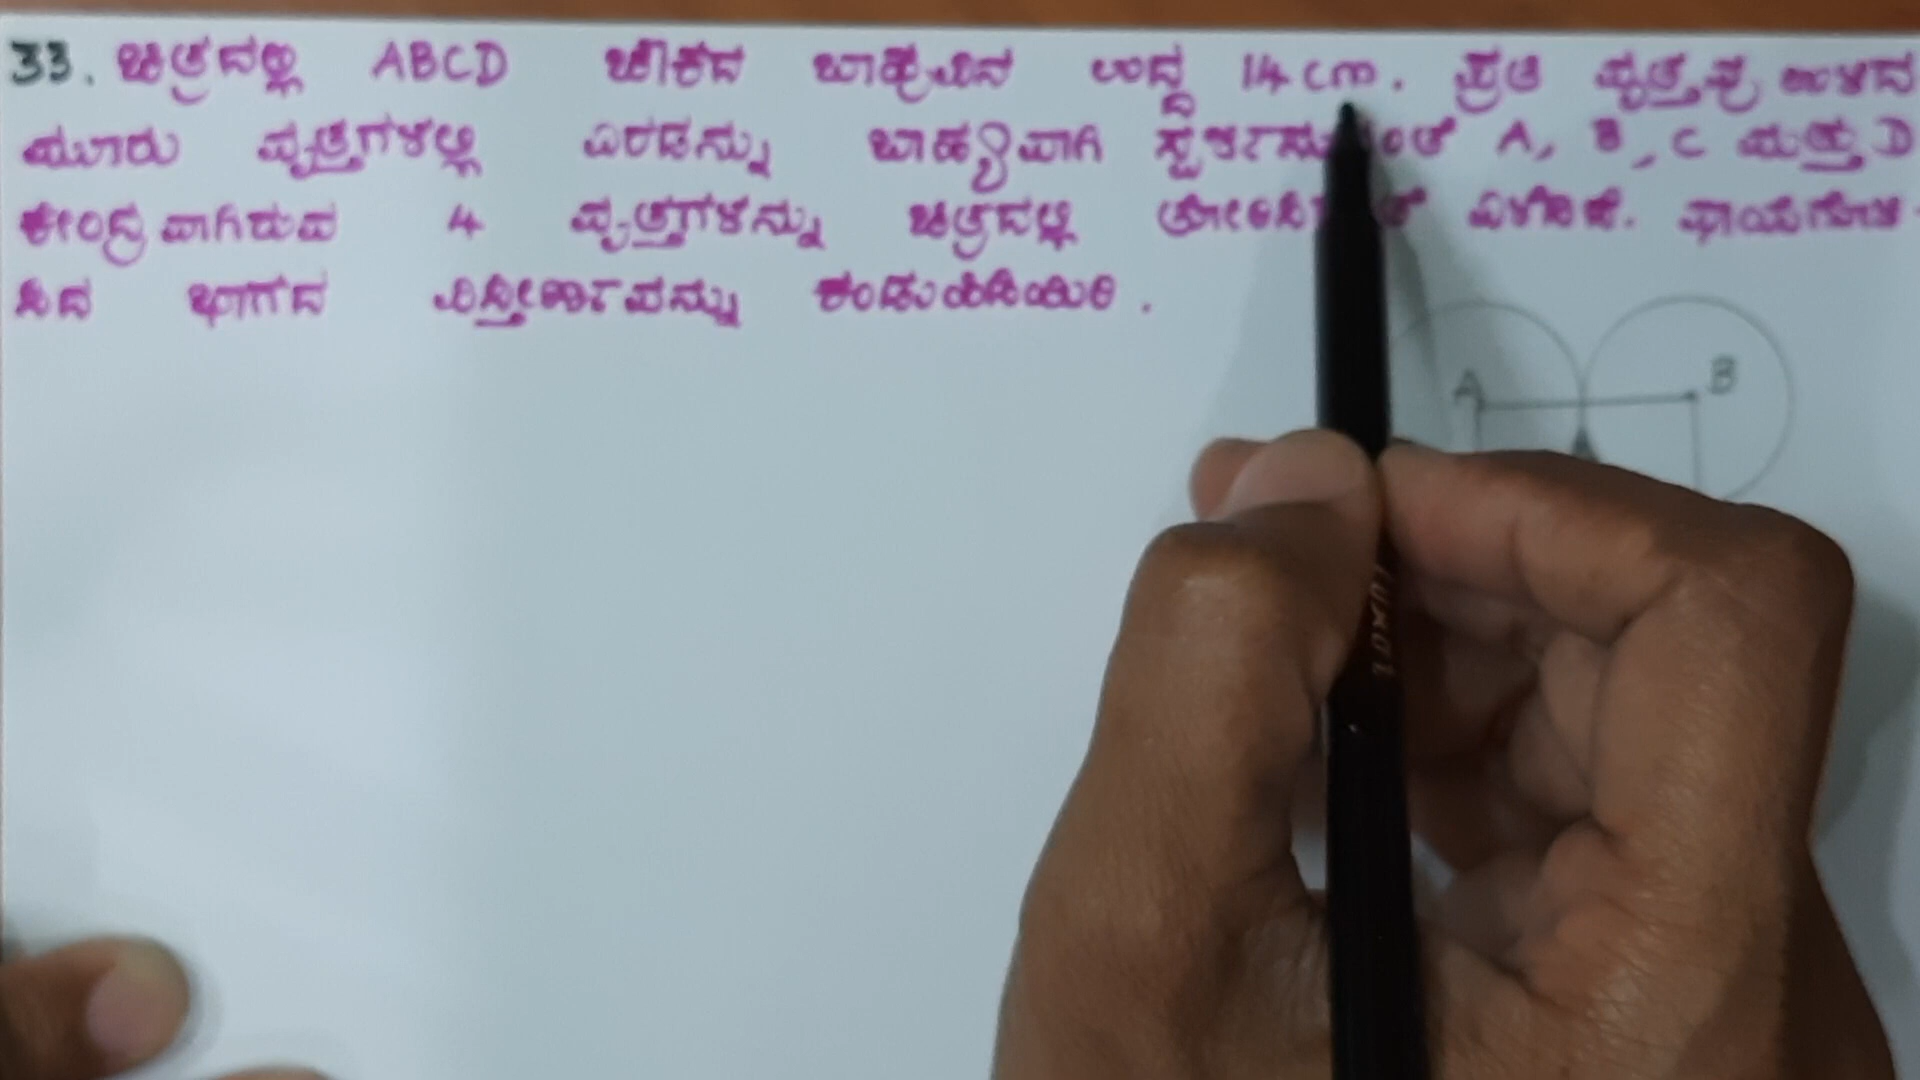 33. ಚಿತ್ರದಲ್ಲಿ ABCD ಚೌಕದ ಬಾಹುವಿನ ಉದ್ದ 14 cm. ಪ್ರತಿ ವೃತ್ತವು ಉಳಿದ
ಮೂರು ವೃತ್ತಗಳಲ್ಲಿ ಎರಡನ್ನು ಬಾಹ್ಯವಾಗಿ A, B, C ಮತ್ತು D
ಕೇಂದ್ರವಾಗಿರುವ 4 ವೃತ್ತಗಳನ್ನು ಚಿತ್ರದಲ್ಲಿ ಎಳೆದಿದೆ. ಛಾಯೆಗೊಳಿ-
ಸಿದ ಭಾಗದ ವಿಸ್ತೀರ್ಣವನ್ನು ಕಂಡುಹಿಡಿಯಿರಿ.
A B